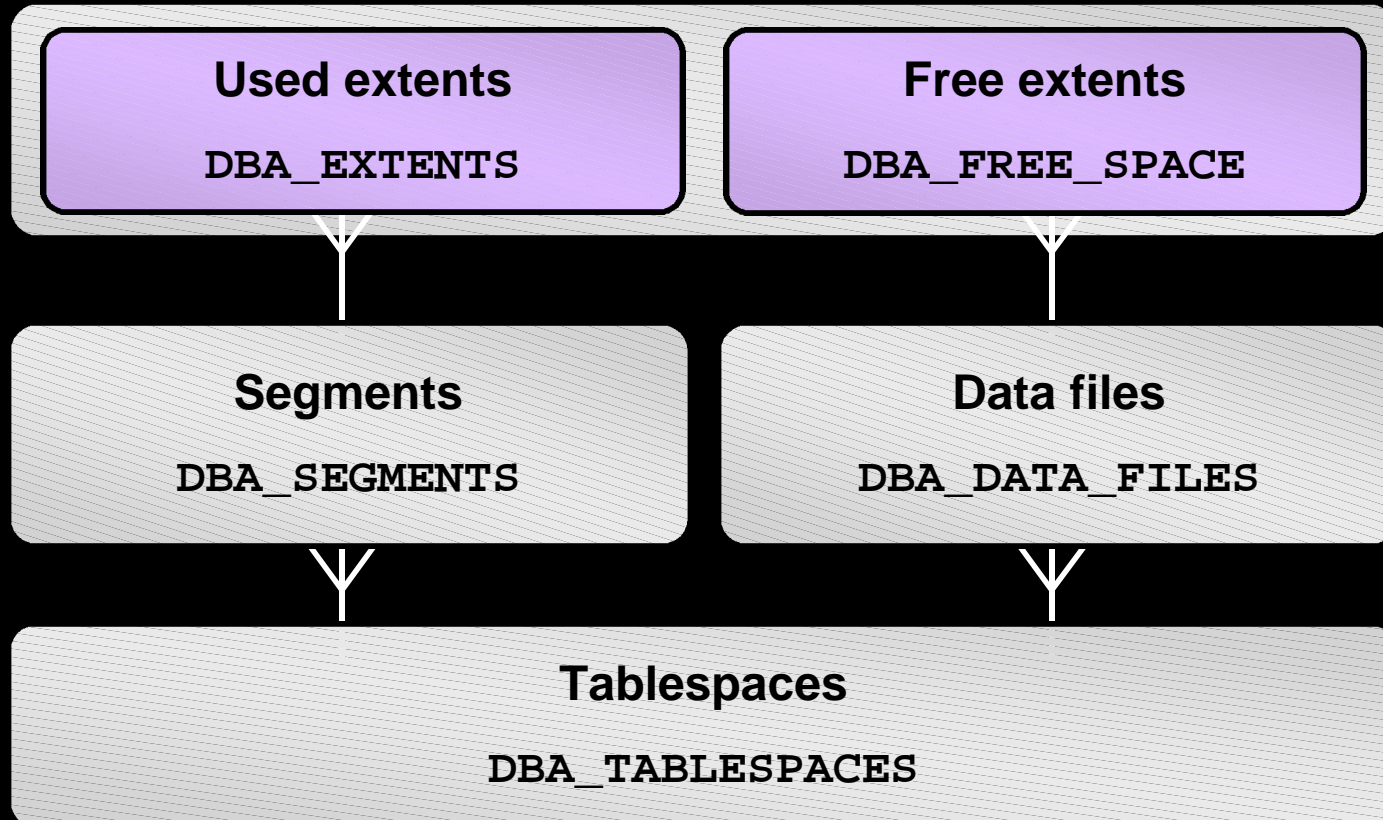 Used extents
DBA_EXTENTS
Free extents
DBA_FREE_SPACE
Segments
DBA_SEGMENTS
Data files
DBA_DATA_FILES
Tablespaces
DBA_TABLESPACES